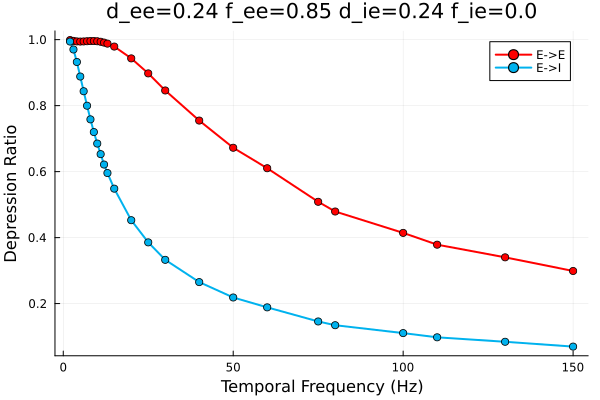 d_ee=0.24 f_ee=0.85 d_ie=0.24 f_ie=0.0
1.0
0.8
0.6
0.4
0.2
Depression Ratio
E->E
E->I
0
50
100
150
Temporal Frequency (Hz)